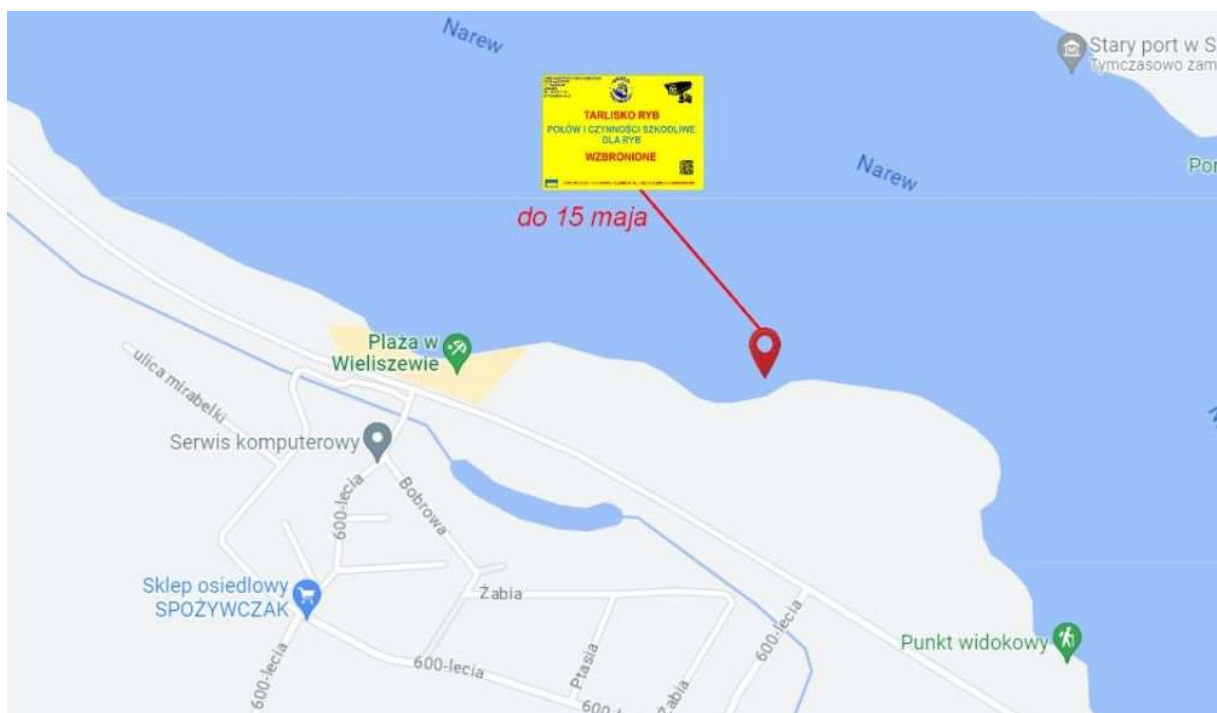 Narew
Stary port w S
Tymczasowo zam
TARLISKO RYB
POŁÓW I CZYNNOŚCI SZKODLIWE
DLA RYB
WZBRONIONE
Narew
Por
do 15 maja
Plaża w
Wieliszewie
ulica mirabelki
Serwis komputerowy
600-lecia
Bobrowa
Sklep osiedlowy
SPOŻYWCZAK
Żabia
600-lecia
Punkt widokowy
600-lecia
600-lecia
Ptasia
Żabia
600-